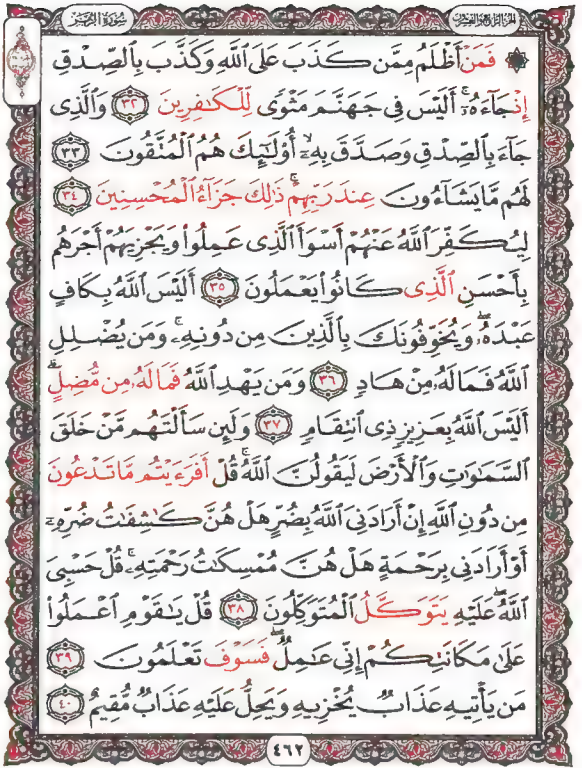 سُورَةُ الزُّمَرِ الجزء الرابع والعشرون
۞ فَمَنْ أَظْلَمُ مِمَّن كَذَبَ عَلَى ٱللَّهِ وَكَذَّبَ بِٱلصِّدْقِ
إِذْ جَآءَهُۥٓ ۚ أَلَيْسَ فِى جَهَنَّمَ مَثْوًى لِّلْكَٰفِرِينَ ٣٢ وَٱلَّذِى
جَآءَ بِٱلصِّدْقِ وَصَدَّقَ بِهِۦٓ ۙ أُو۟لَٰٓئِكَ هُمُ ٱلْمُتَّقُونَ ٣٣
لَهُم مَّا يَشَآءُونَ عِندَ رَبِّهِمْ ۚ ذَٰلِكَ جَزَآءُ ٱلْمُحْسِنِينَ ٣٤
لِيُكَفِّرَ ٱللَّهُ عَنْهُمْ أَسْوَأَ ٱلَّذِى عَمِلُوا۟ وَيَجْزِيَهُمْ أَجْرَهُم
بِأَحْسَنِ ٱلَّذِى كَانُوا۟ يَعْمَلُونَ ٣٥ أَلَيْسَ ٱللَّهُ بِكَافٍ
عَبْدَهُۥ ۖ وَيُخَوِّفُونَكَ بِٱلَّذِينَ مِن دُونِهِۦ ۚ وَمَن يُضْلِلِ
ٱللَّهُ فَمَا لَهُۥ مِنْ هَادٍ ٣٦ وَمَن يَهْدِ ٱللَّهُ فَمَا لَهُۥ مِن مُّضِلٍّ ۗ
أَلَيْسَ ٱللَّهُ بِعَزِيزٍ ذِى ٱنتِقَامٍ ٣٧ وَلَئِن سَأَلْتَهُم مَّنْ خَلَقَ
ٱلسَّمَٰوَٰتِ وَٱلْأَرْضَ لَيَقُولُنَّ ٱللَّهُ ۚ قُلْ أَفَرَءَيْتُم مَّا تَدْعُونَ
مِن دُونِ ٱللَّهِ إِنْ أَرَادَنِىَ ٱللَّهُ بِضُرٍّ هَلْ هُنَّ كَٰشِفَٰتُ ضُرِّهِۦٓ
أَوْ أَرَادَنِى بِرَحْمَةٍ هَلْ هُنَّ مُمْسِكَٰتُ رَحْمَتِهِۦ ۚ قُلْ حَسْبِىَ
ٱللَّهُ ۖ عَلَيْهِ يَتَوَكَّلُ ٱلْمُتَوَكِّلُونَ ٣٨ قُلْ يَٰقَوْمِ ٱعْمَلُوا۟
عَلَىٰ مَكَانَتِكُمْ إِنِّى عَٰمِلٌ ۖ فَسَوْفَ تَعْلَمُونَ ٣٩
مَن يَأْتِيهِ عَذَابٌ يُخْزِيهِ وَيَحِلُّ عَلَيْهِ عَذَابٌ مُّقِيمٌ ٤٠
٤٦٢